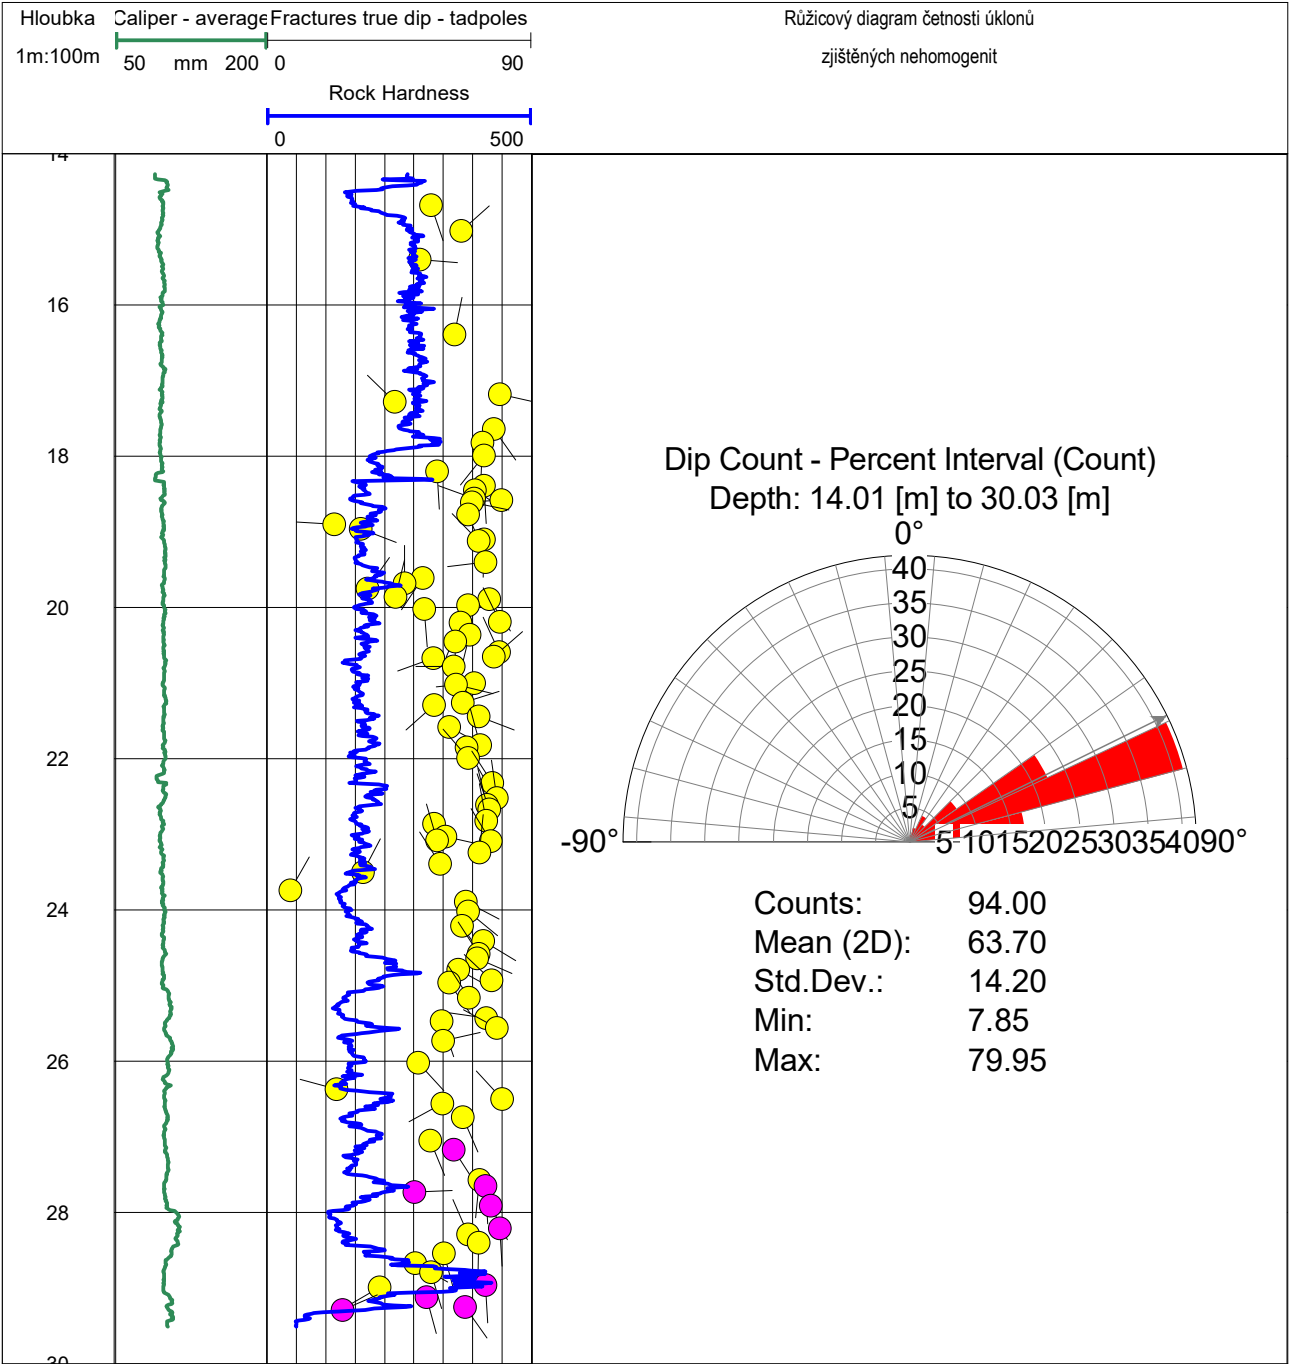 Hloubka
1m:100m
Caliper - average
50 mm 200
Fractures true dip - tadpoles
0 90
Rock Hardness
0 500
Růžicový diagram četnosti úklonů
zjištěných nehomogenit
14
16
18
20
22
24
26
28
30
Dip Count - Percent Interval (Count)
Depth: 14.01 [m] to 30.03 [m]
0°
40
35
30
25
20
15
10
5
-90°
5 10 15 20 25 30 35 40 90°
Counts: 94.00
Mean (2D): 63.70
Std.Dev.: 14.20
Min: 7.85
Max: 79.95